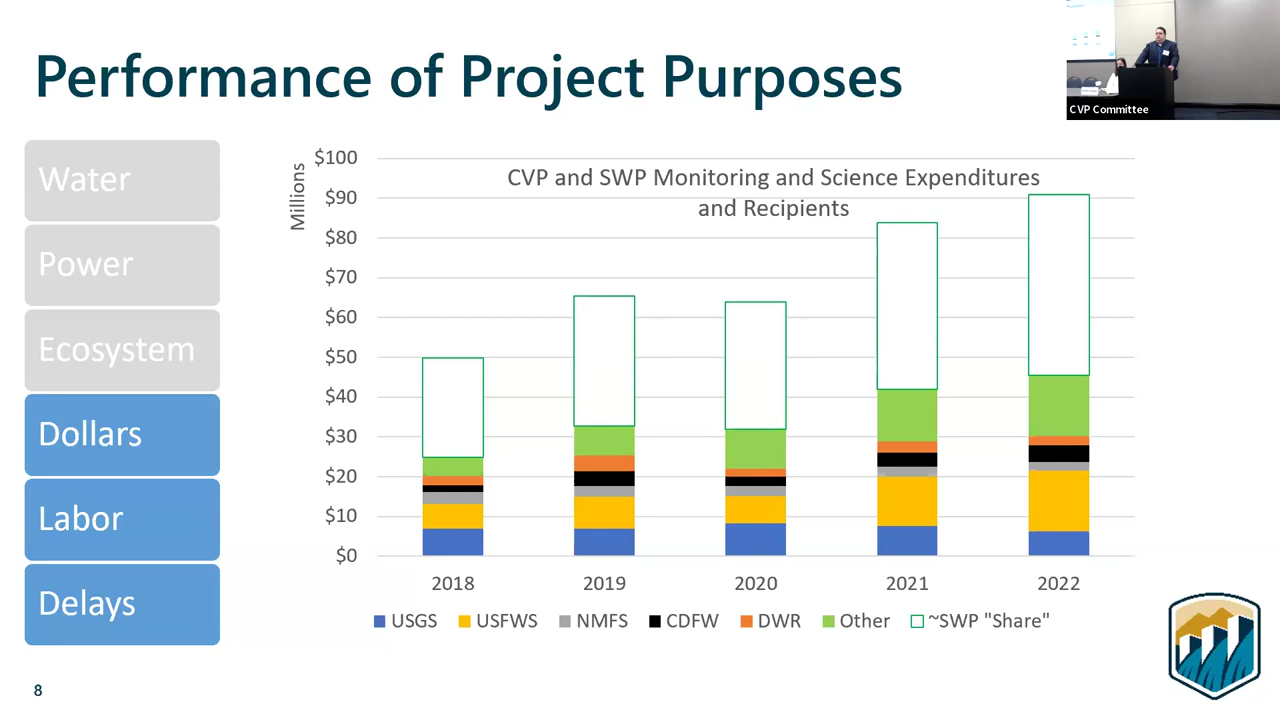 Performance of Project Purposes
CVP Committee
Water
Power
Ecosystem
Dollars
Labor
Delays
Millions
CVP and SWP Monitoring and Science Expenditures
and Recipients
$100
$90
$80
$70
$60
$50
$40
$30
$20
$10
$0
2018 2019 2020 2021 2022
USGS USFWS NMFS CDFW DWR Other ~SWP "Share"
8